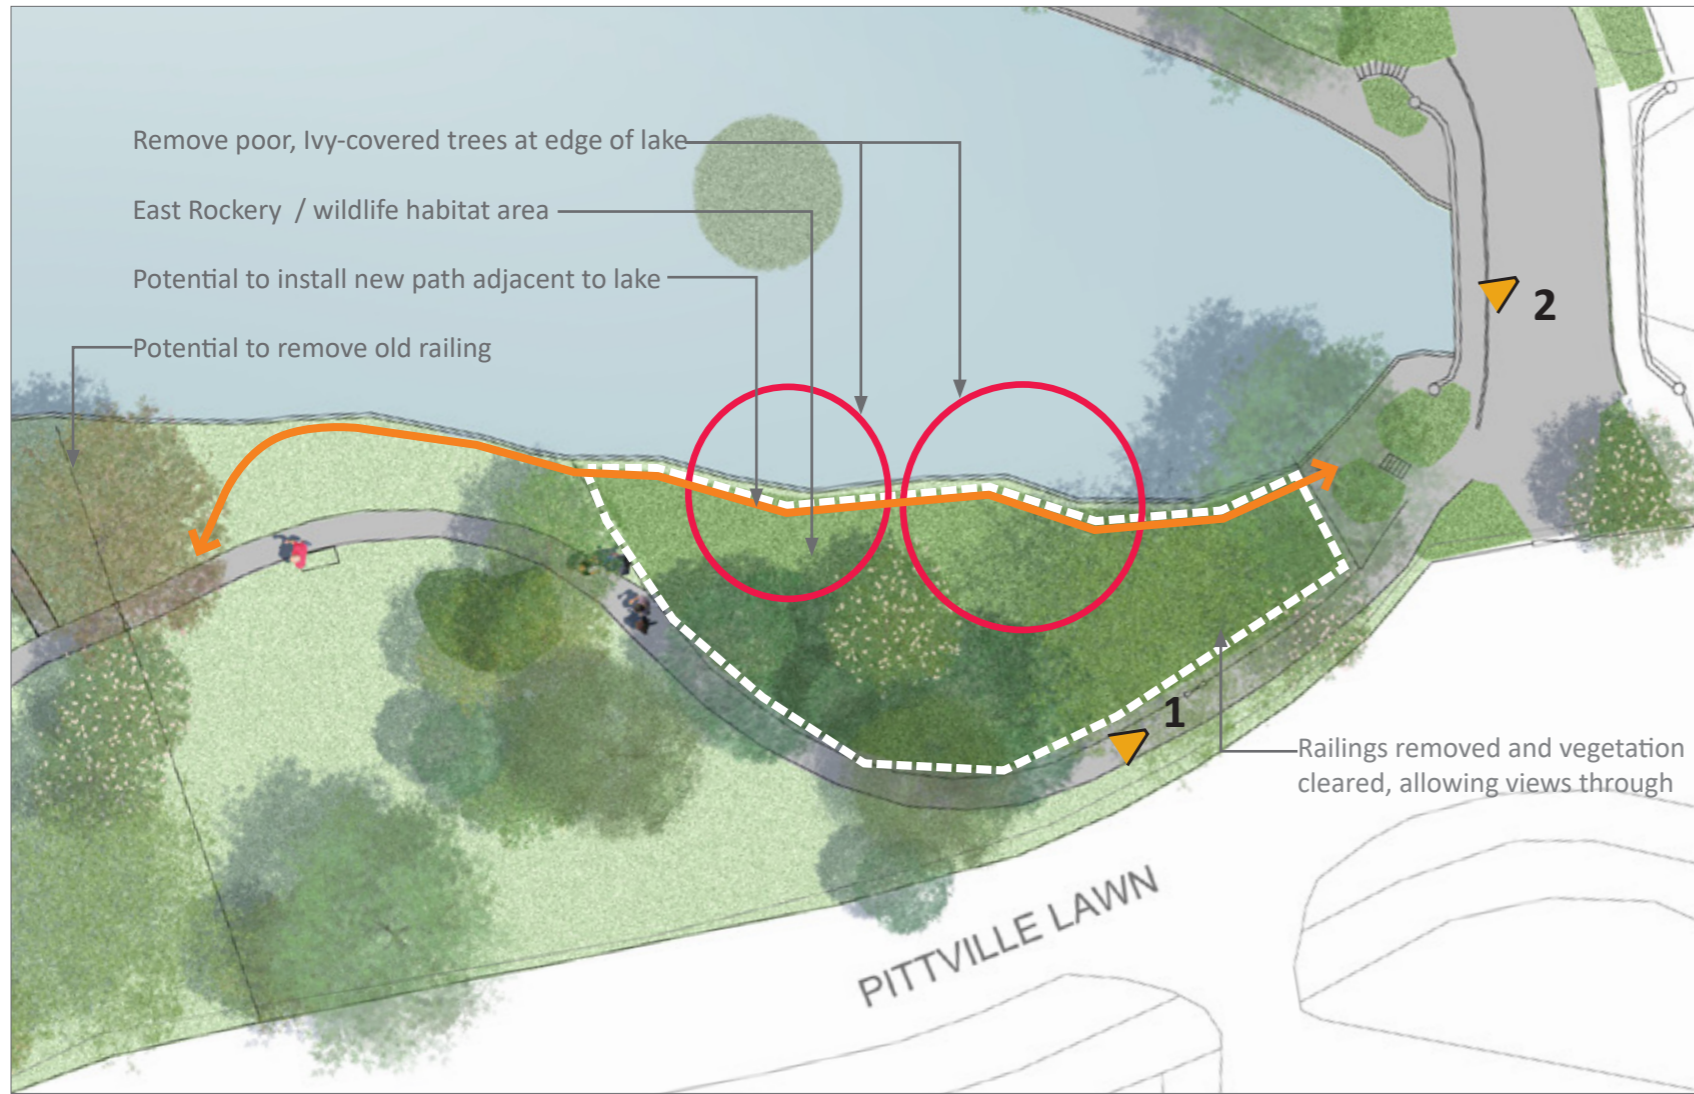 Remove poor, Ivy-covered trees at edge of lake
East Rockery / wildlife habitat area
Potential to install new path adjacent to lake
Potential to remove old railing
2
1
Railings removed and vegetation
cleared, allowing views through
PITTVILLE LAWN